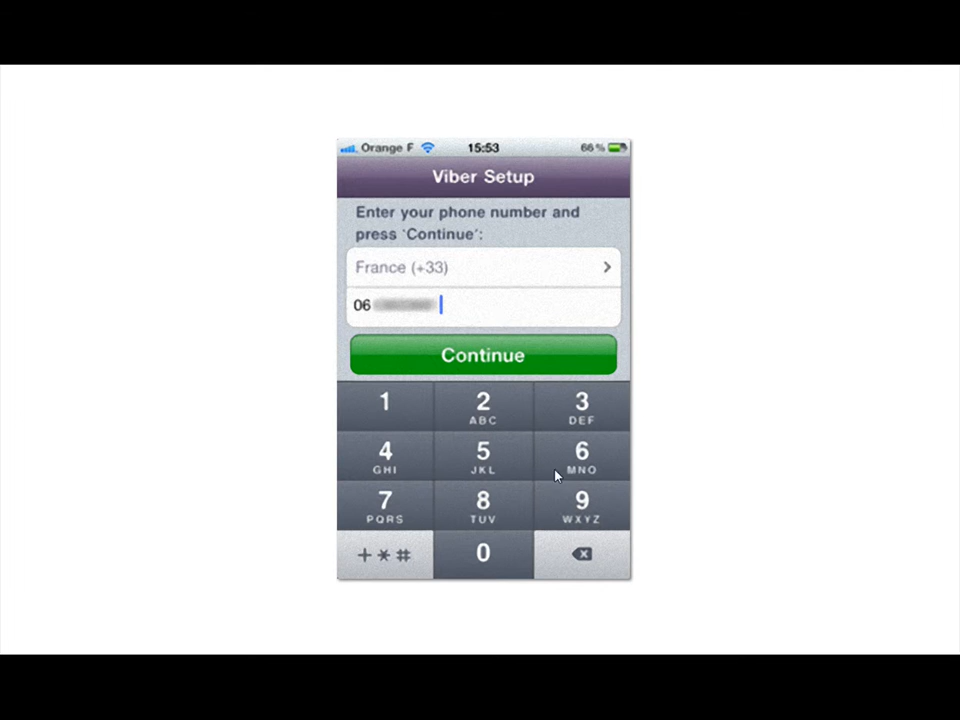 Orange F 15:53 66 %
Viber Setup
Enter your phone number and
press 'Continue':
France (+33)
06
Continue
1 2 3
ABC DEF
4 5 6
GHI JKL MNO
7 8 9
PQRS TUV WXYZ
+*# 0